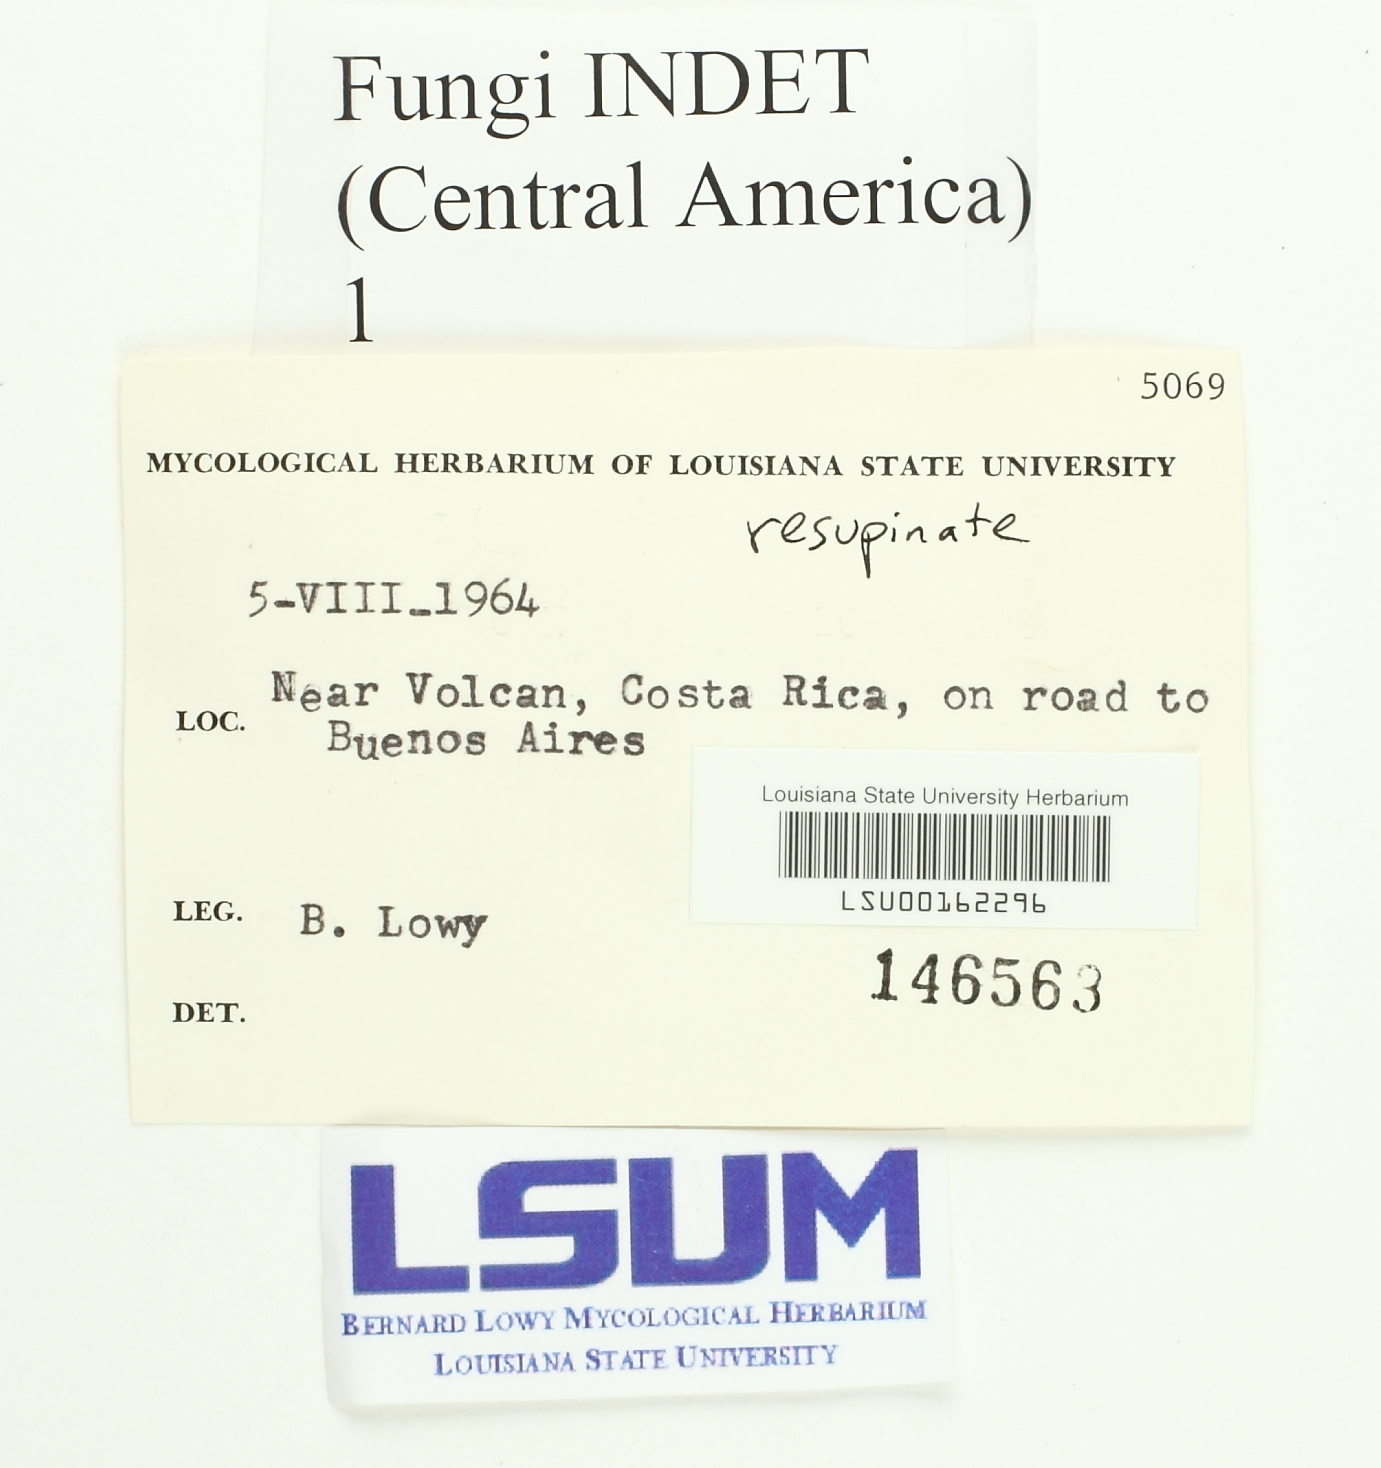 Fungi INDET
(Central America)
1
5069
MYCOLOGICAL HERBARIUM OF LOUISIANA STATE UNIVERSITY
resupinate
5-VIII-1964
LOC. Near Volcan, Costa Rica, on road to
Buenos Aires
Louisiana State University Herbarium
LSU00162296
LEG. B. Lowy
146563
DET.
LSUM
BERNARD LOWY MYCOLOGICAL HERBARIUM
LOUISIANA STATE UNIVERSITY